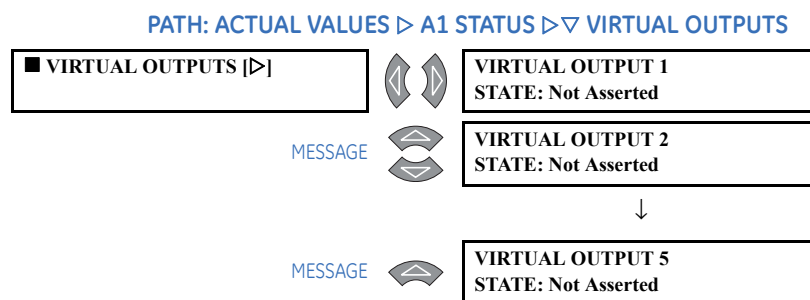 PATH: ACTUAL VALUES ▷ A1 STATUS ▷▽ VIRTUAL OUTPUTS
■ VIRTUAL OUTPUTS [▷]
VIRTUAL OUTPUT 1
STATE: Not Asserted
MESSAGE
VIRTUAL OUTPUT 2
STATE: Not Asserted
↓
MESSAGE
VIRTUAL OUTPUT 5
STATE: Not Asserted